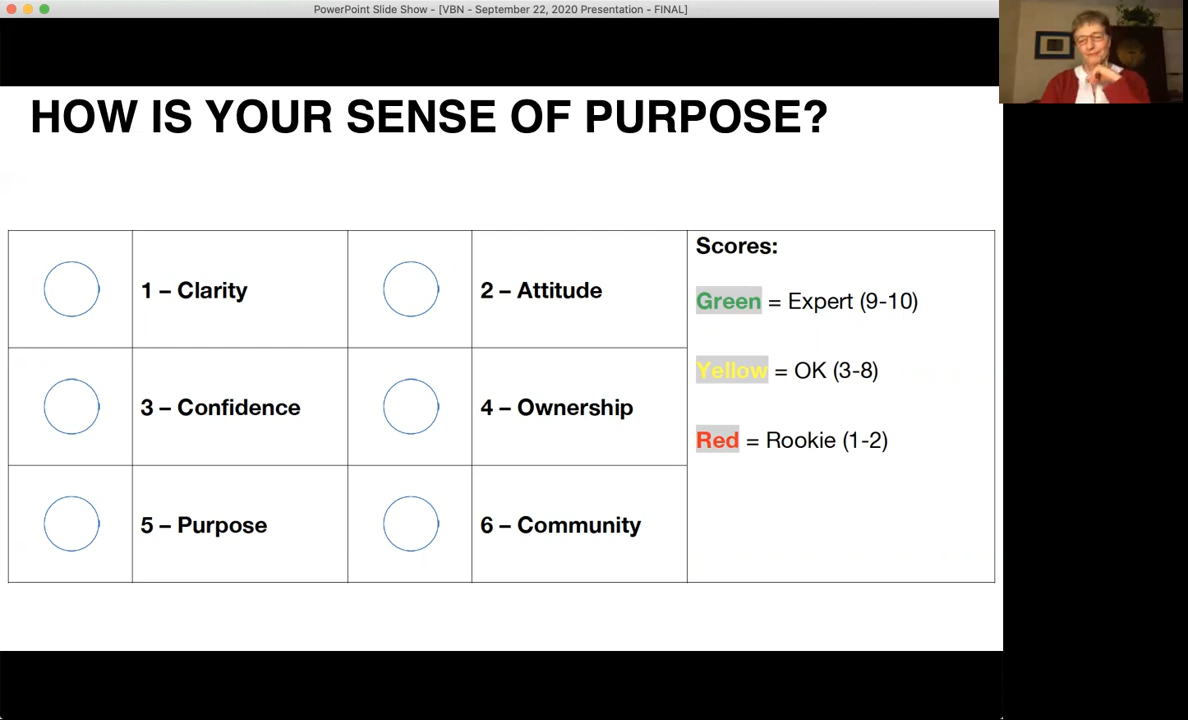 PowerPoint Slide Show - [VBN - September 22, 2020 Presentation - FINAL]
HOW IS YOUR SENSE OF PURPOSE?
1 – Clarity
2 – Attitude
3 – Confidence
4 – Ownership
5 – Purpose
6 – Community
Scores:
Green = Expert (9-10)
Yellow = OK (3-8)
Red = Rookie (1-2)